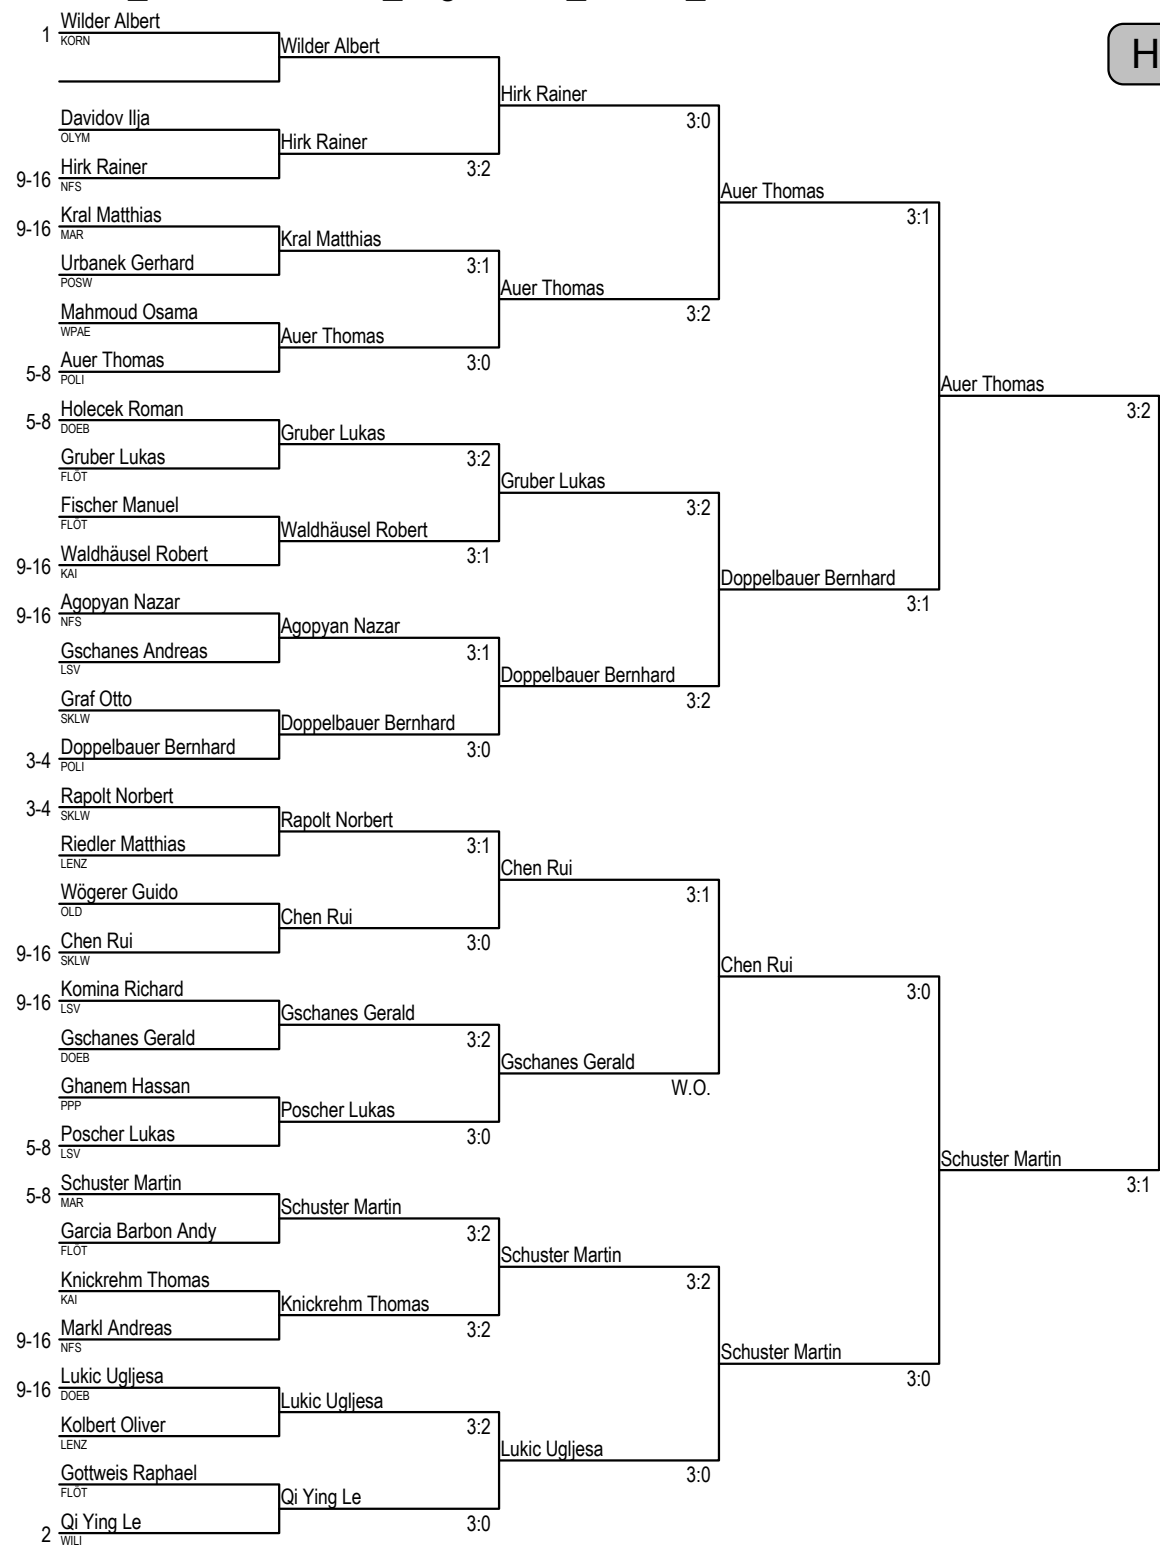 Wilder Albert
1
KORN
Wilder Albert
H
Hirk Rainer
Davidov Ilja
3:0
OLYM
Hirk Rainer
Hirk Rainer
3:2
9-16
NFS
Auer Thomas
Kral Matthias
3:1
9-16
MAR
Kral Matthias
Urbanek Gerhard
3:1
POSW
Auer Thomas
Mahmoud Osama
3:2
WPAE
Auer Thomas
Auer Thomas
3:0
5-8
POLI
Auer Thomas
Holecek Roman
3:2
5-8
DOEB
Gruber Lukas
Gruber Lukas
3:2
FLÖT
Gruber Lukas
Fischer Manuel
3:2
FLÖT
Waldhäusel Robert
Waldhäusel Robert
3:1
9-16
KAI
Doppelbauer Bernhard
Agopyan Nazar
3:1
9-16
NFS
Agopyan Nazar
Gschanes Andreas
3:1
LSV
Doppelbauer Bernhard
Graf Otto
3:2
SKLW
Doppelbauer Bernhard
Doppelbauer Bernhard
3:0
3-4
POLI
Rapolt Norbert
3-4
SKLW
Rapolt Norbert
Riedler Matthias
3:1
LENZ
Chen Rui
Wögerer Guido
3:1
OLD
Chen Rui
Chen Rui
3:0
9-16
SKLW
Chen Rui
Komina Richard
3:0
9-16
LSV
Gschanes Gerald
Gschanes Gerald
3:2
DOEB
Gschanes Gerald
Ghanem Hassan
W.O.
PPP
Poscher Lukas
Poscher Lukas
3:0
5-8
LSV
Schuster Martin
Schuster Martin
3:1
5-8
MAR
Schuster Martin
Garcia Barbon Andy
3:2
FLÖT
Schuster Martin
Knickrehm Thomas
3:2
KAI
Knickrehm Thomas
Markl Andreas
3:2
9-16
NFS
Schuster Martin
Lukic Ugljesa
3:0
9-16
DOEB
Lukic Ugljesa
Kolbert Oliver
3:2
LENZ
Lukic Ugljesa
Gottweis Raphael
3:0
FLÖT
Qi Ying Le
Qi Ying Le
3:0
2
WILI